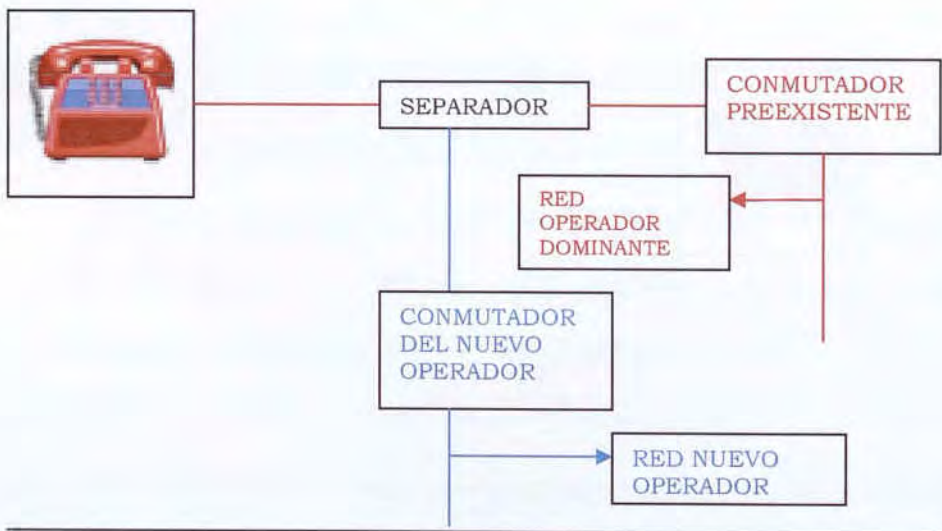 SEPARADOR
CONMUTADOR
PREEXISTENTE
RED
OPERADOR
DOMINANTE
CONMUTADOR
DEL NUEVO
OPERADOR
RED NUEVO
OPERADOR